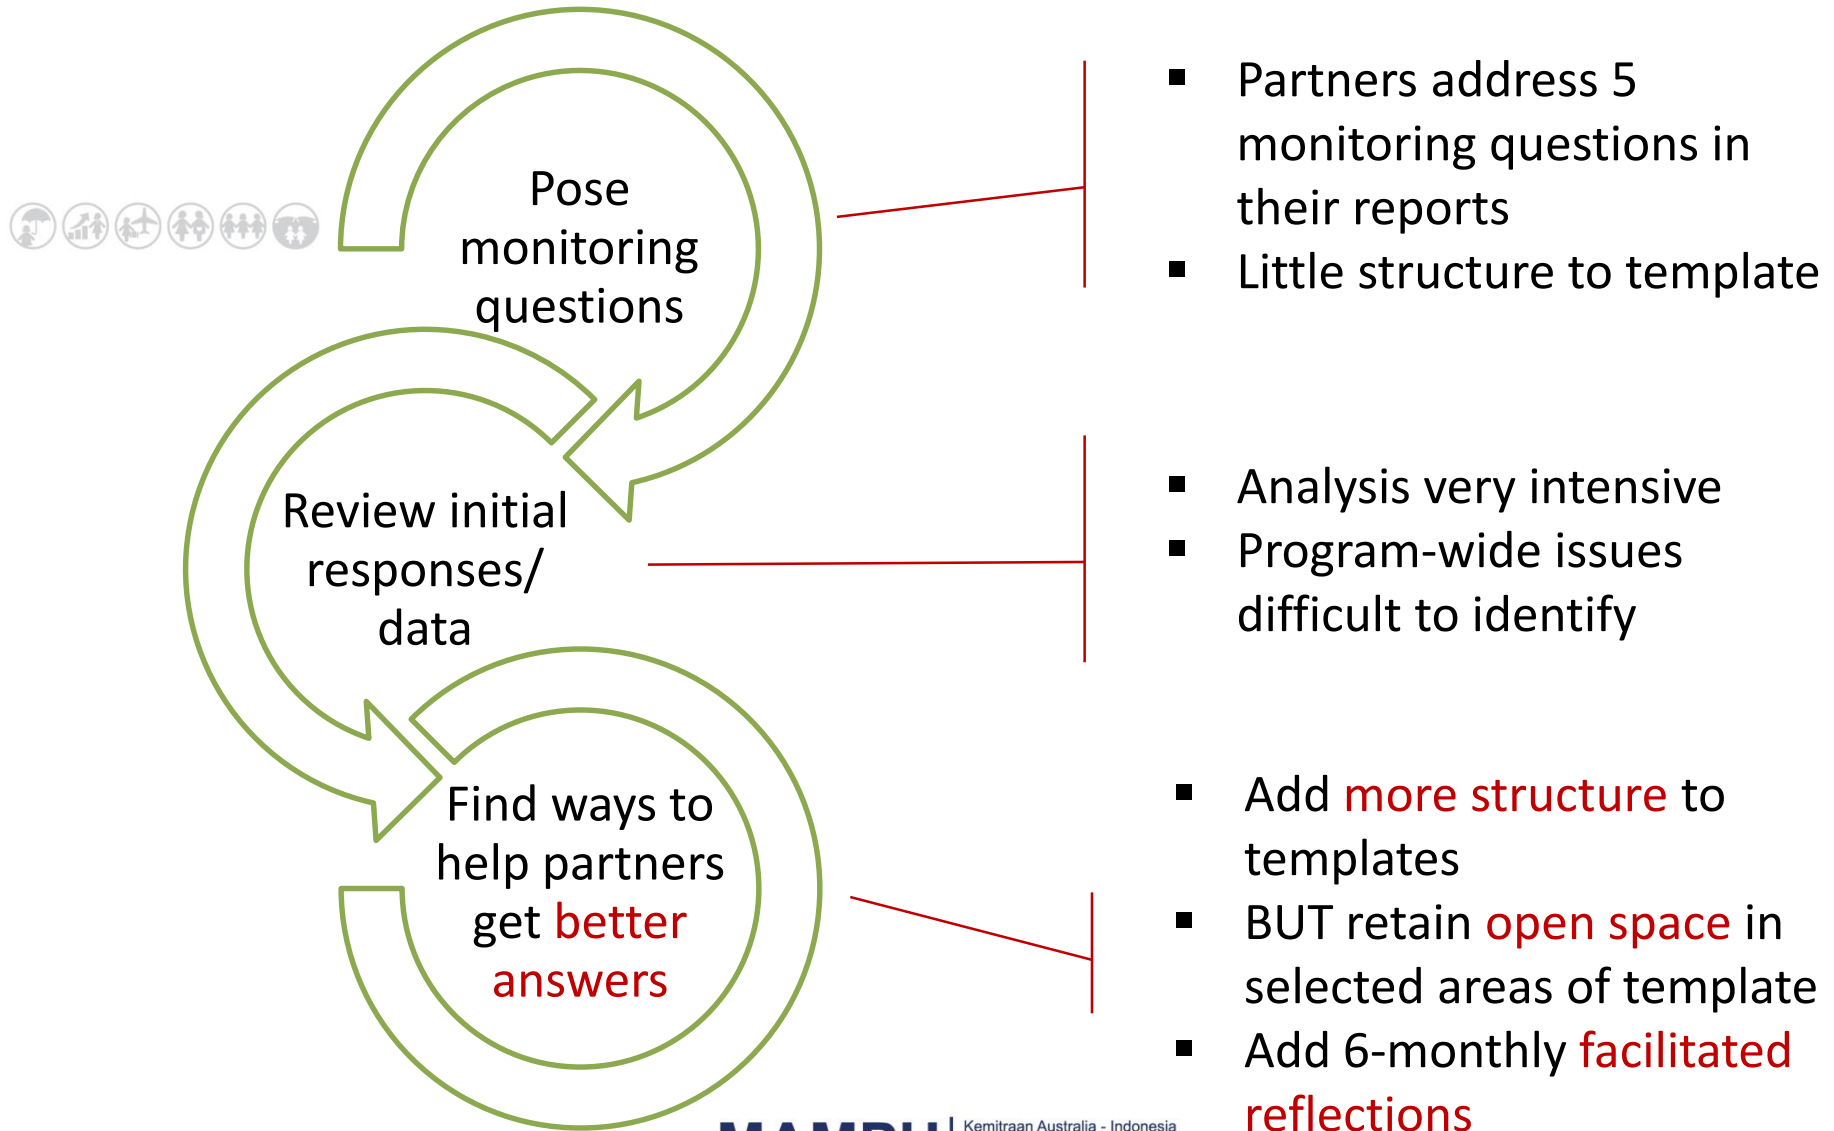 Pose
monitoring
questions
▪ Partners address 5
monitoring questions in
their reports
▪ Little structure to template
Review initial
responses/
data
▪ Analysis very intensive
▪ Program-wide issues
difficult to identify
Find ways to
help partners
get better
answers
▪ Add more structure to
templates
▪ BUT retain open space in
selected areas of template
▪ Add 6-monthly facilitated
reflections
Kemitraan Australia - Indonesia